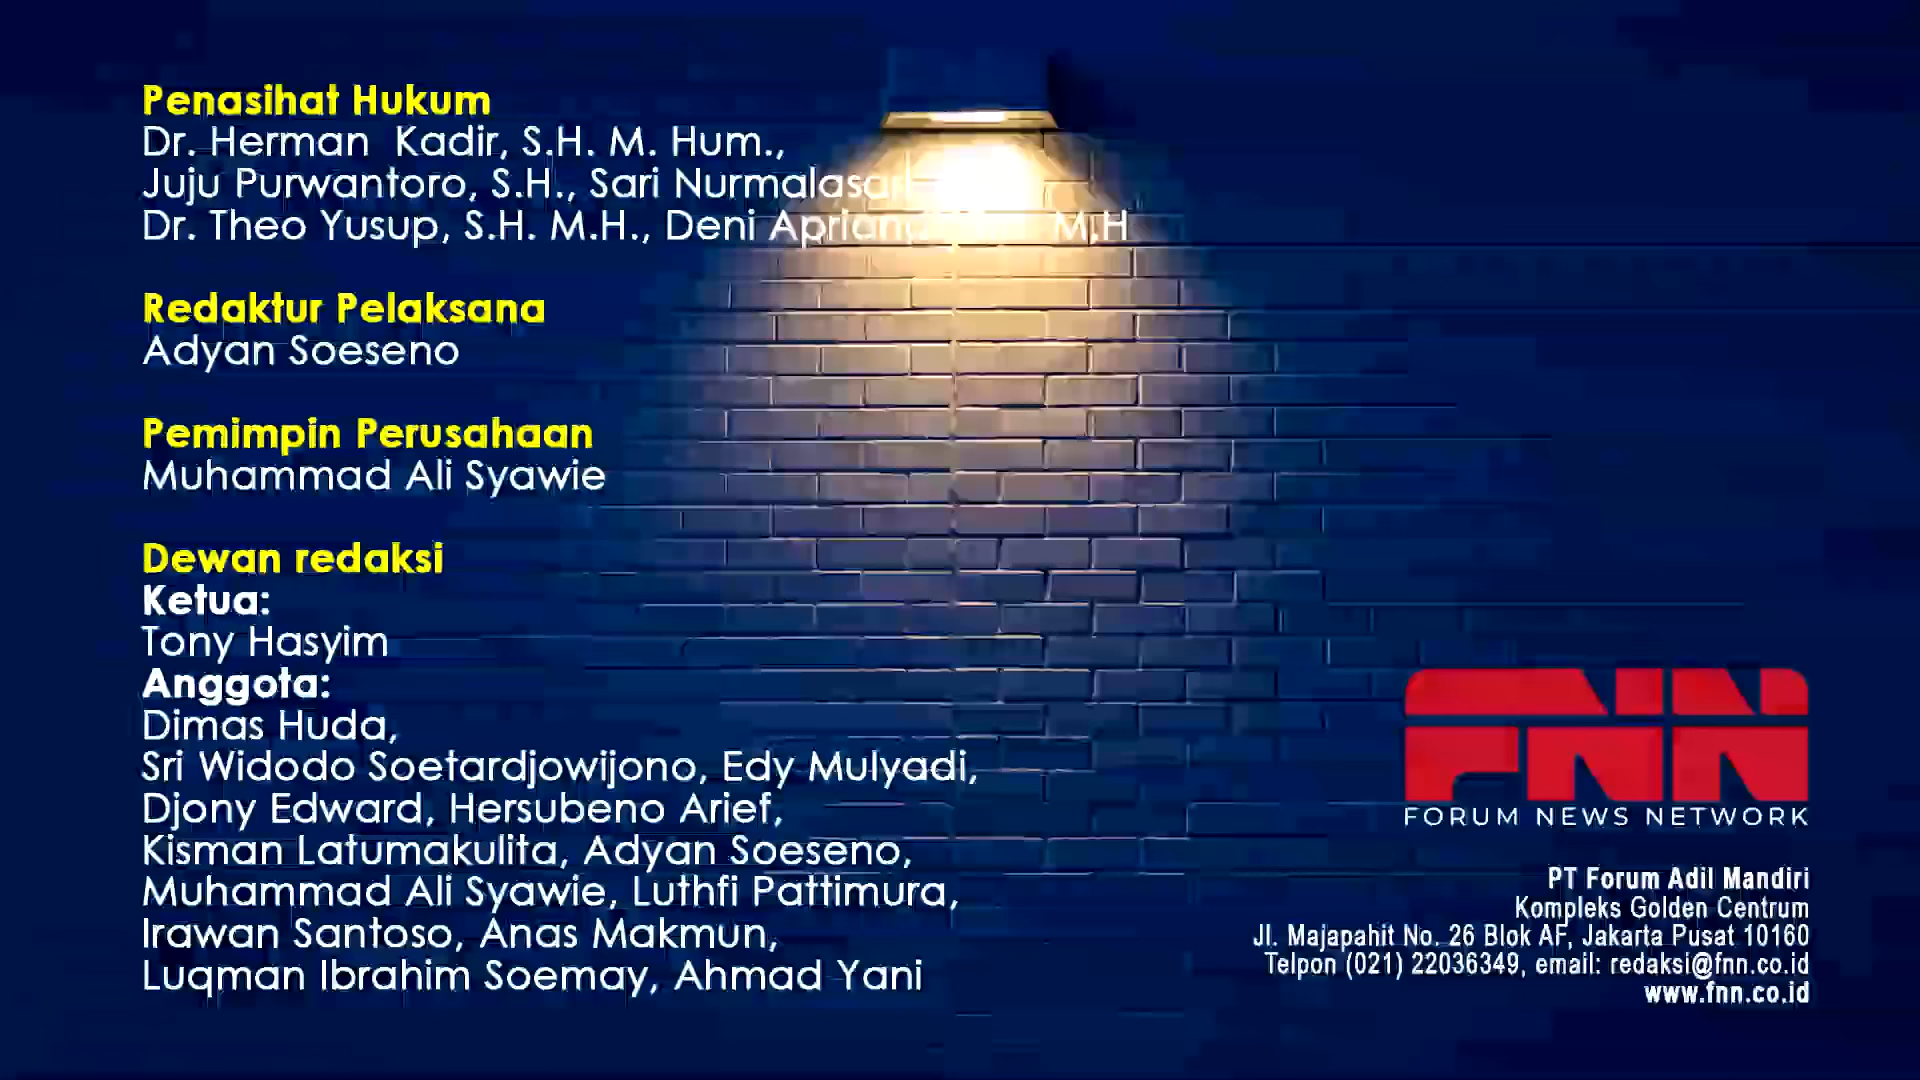 Penasihat Hukum
Dr. Herman Kadir, S.H. M. Hum.,
Juju Purwantoro, S.H., Sari
Dr. Theo Yusup, S.H. M.H., Deni M.H
Redaktur Pelaksana
Adyan Soeseno
Pemimpin Perusahaan
Muhammad Ali Syawie
Dewan redaksi
Ketua:
Tony Hasyim
Anggota:
Dimas Huda,
Sri Widodo Soetardjowijono, Edy Mulyadi,
Djony Edward, Hersubeno Arief,
Kisman Latumakulita, Adyan Soeseno,
Muhammad Ali Syawie, Luthfi Pattimura,
Irawan Santoso, Anas Makmun,
Luqman Ibrahim Soemay, Ahmad Yani
FNN
FORUM NEWS NETWORK
PT Forum Adil Mandiri
Kompleks Golden Centrum
Jl. Majapahit No. 26 Blok AF, Jakarta Pusat 10160
Telpon (021) 22036349, email: redaksi@fnn.co.id
www.fnn.co.id